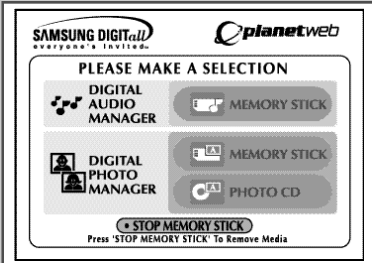 SAMSUNG DIGITall
everyone's invited™
planetweb
PLEASE MAKE A SELECTION
DIGITAL
AUDIO
MANAGER
MEMORY STICK
DIGITAL
PHOTO
MANAGER
MEMORY STICK
PHOTO CD
• STOP MEMORY STICK
Press 'STOP MEMORY STICK' To Remove Media